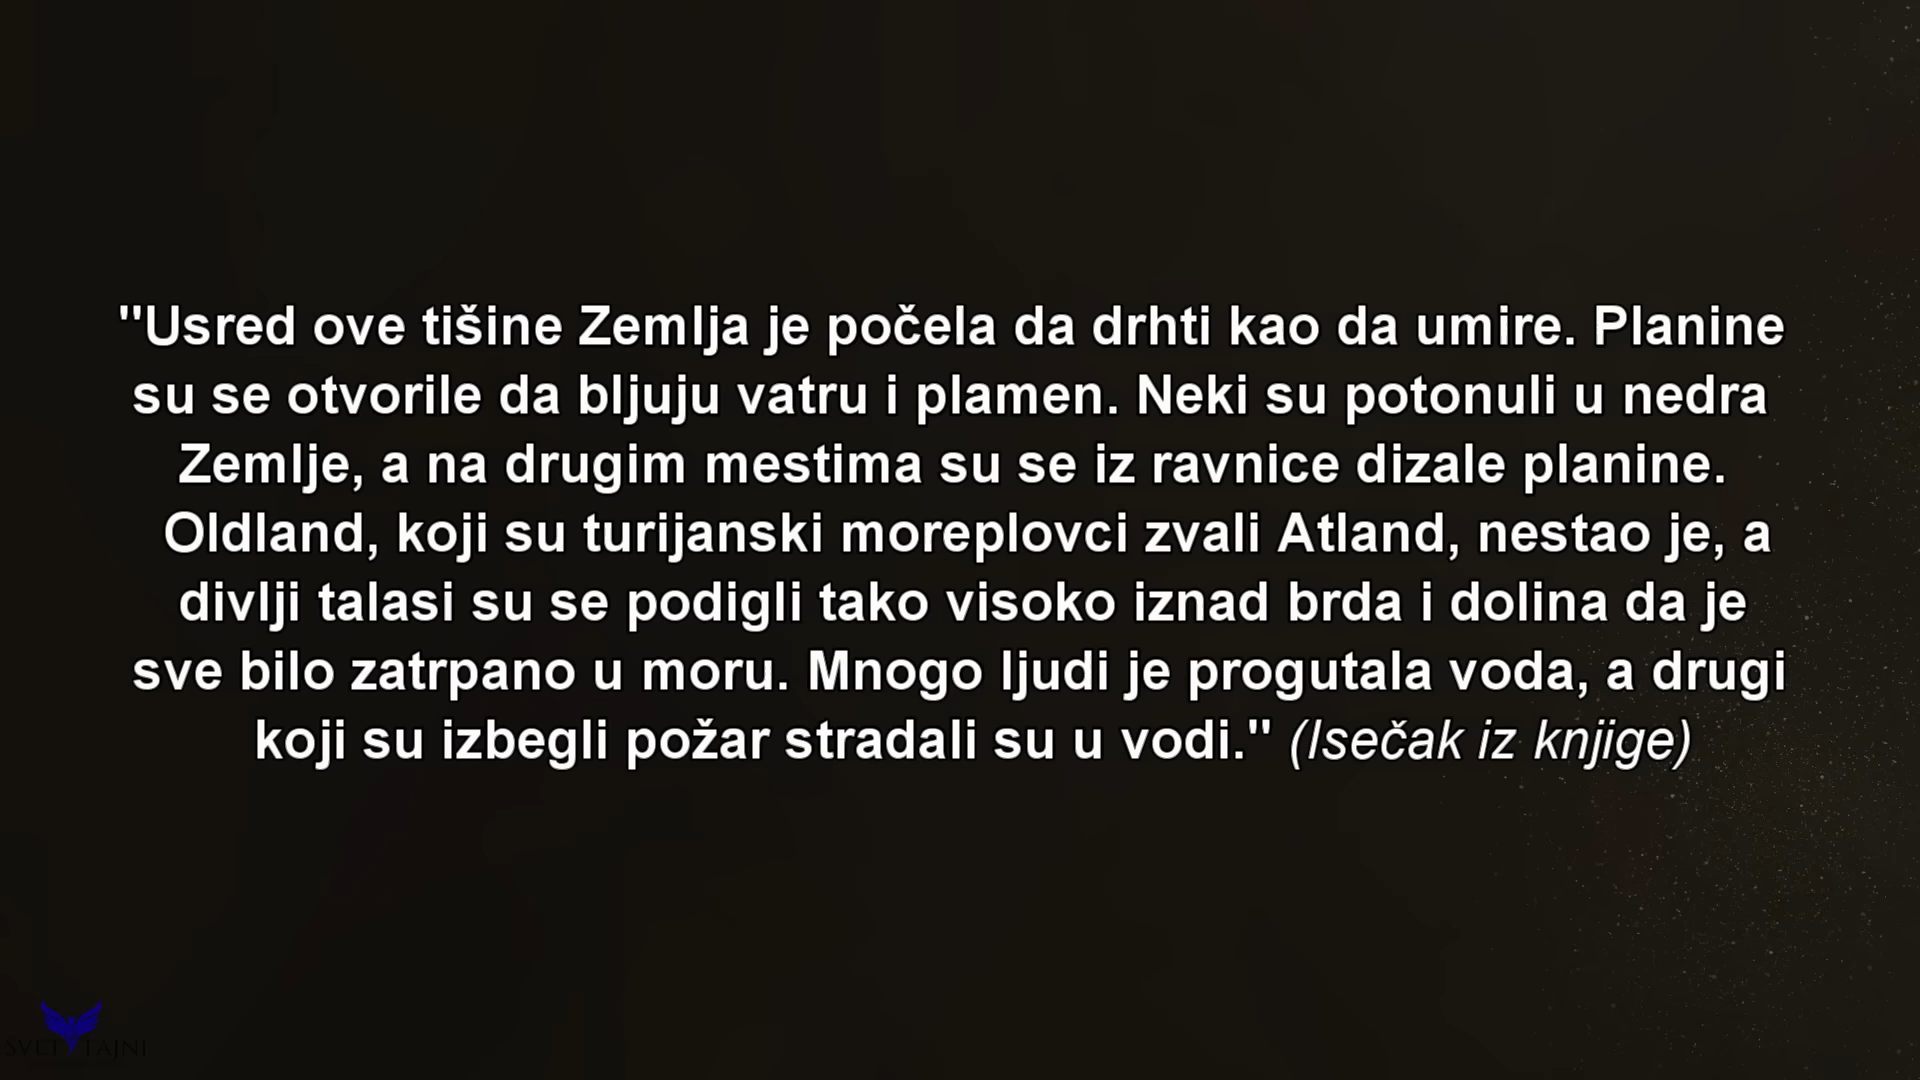 "Usred ove tišine Zemlja je počela da drhti kao da umire. Planine
su se otvorile da bljuju vatru i plamen. Neki su potonuli u nedra
Zemlje, a na drugim mestima su se iz ravnice dizale planine.
Oldland, koji su turijanski moreplovci zvali Atland, nestao je, a
divlji talasi su se podigli tako visoko iznad brda i dolina da je
sve bilo zatrpano u moru. Mnogo ljudi je progutala voda, a drugi
koji su izbegli požar stradali su u vodi." (Isečak iz knjige)
SVET TAJNI